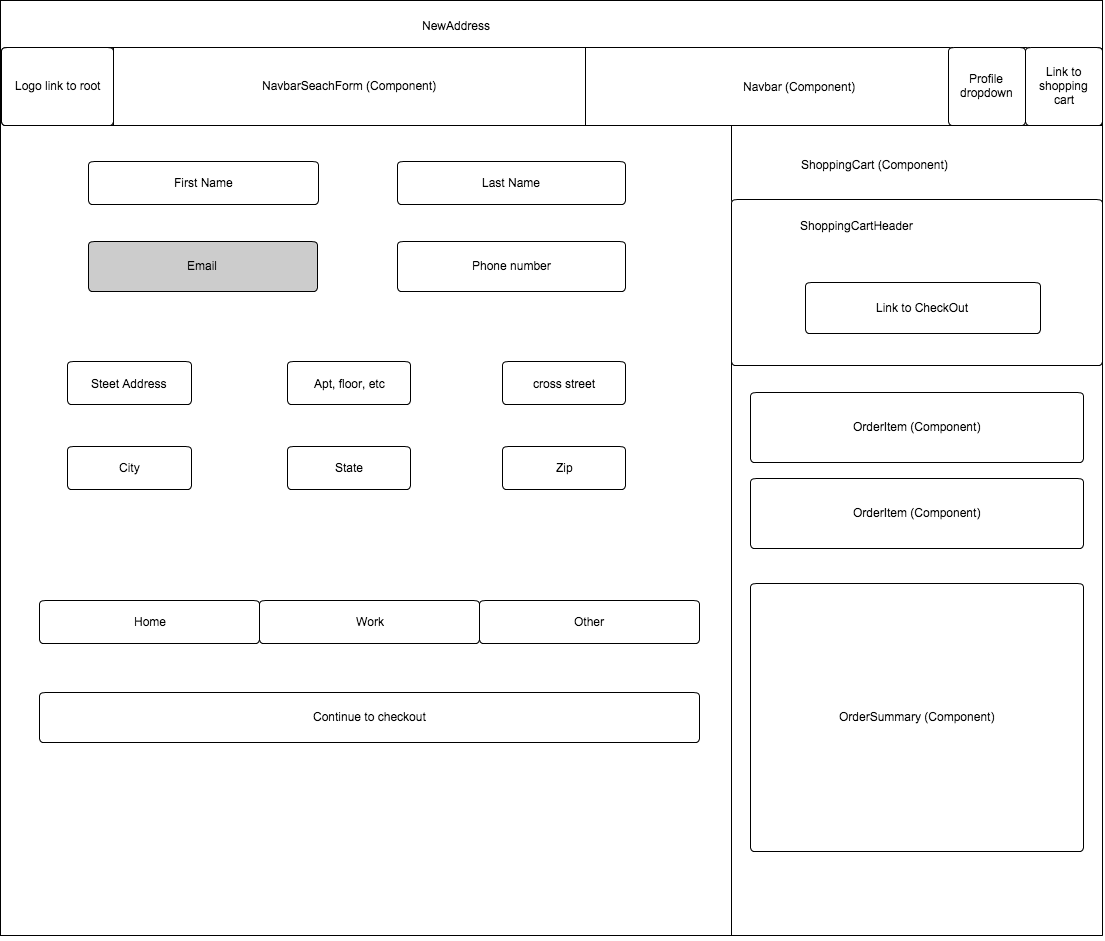 NewAddress
Logo link to root
NavbarSeachForm (Component)
Navbar (Component)
Profile
dropdown
Link to
shopping
cart
First Name
Last Name
Email
Phone number
Steet Address
Apt, floor, etc
cross street
City
State
Zip
Home
Work
Other
Continue to checkout
ShoppingCart (Component)
ShoppingCartHeader
Link to CheckOut
OrderItem (Component)
OrderItem (Component)
OrderSummary (Component)